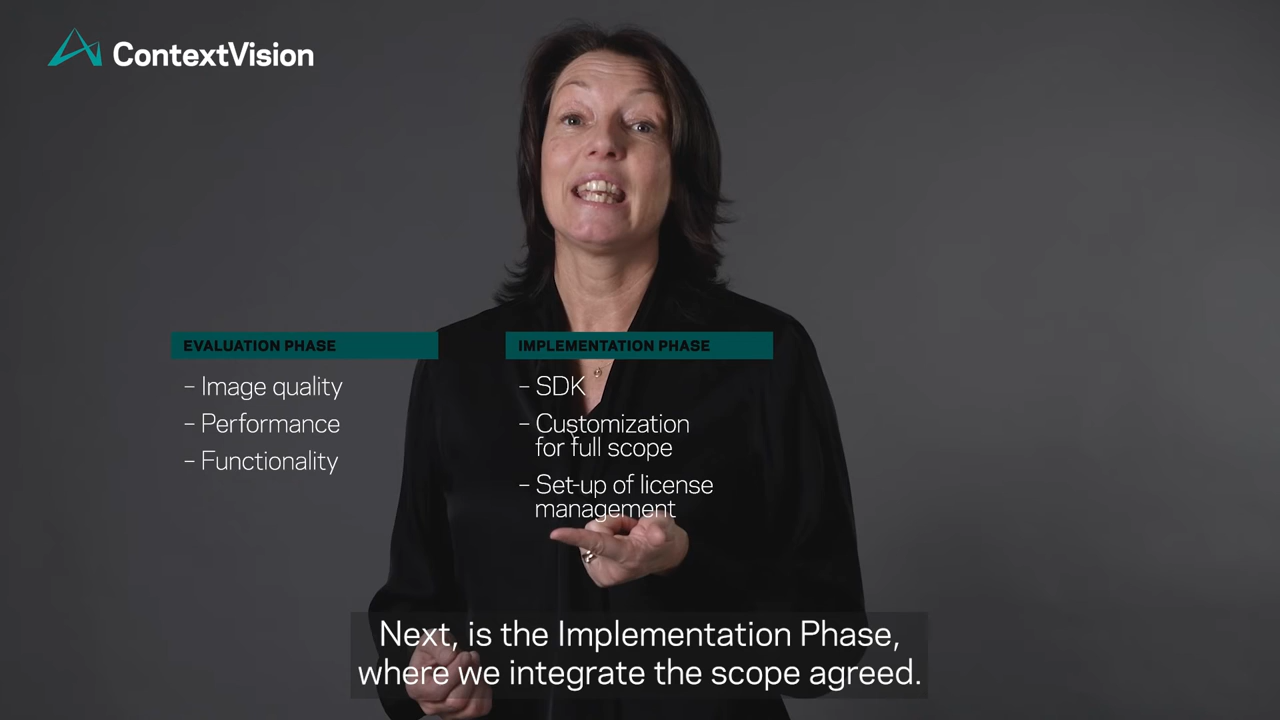 ContextVision
EVALUATION PHASE
– Image quality
– Performance
– Functionality
IMPLEMENTATION PHASE
– SDK
– Customization
for full scope
– Set-up of license
management
Next, is the Implementation Phase,
where we integrate the scope agreed.